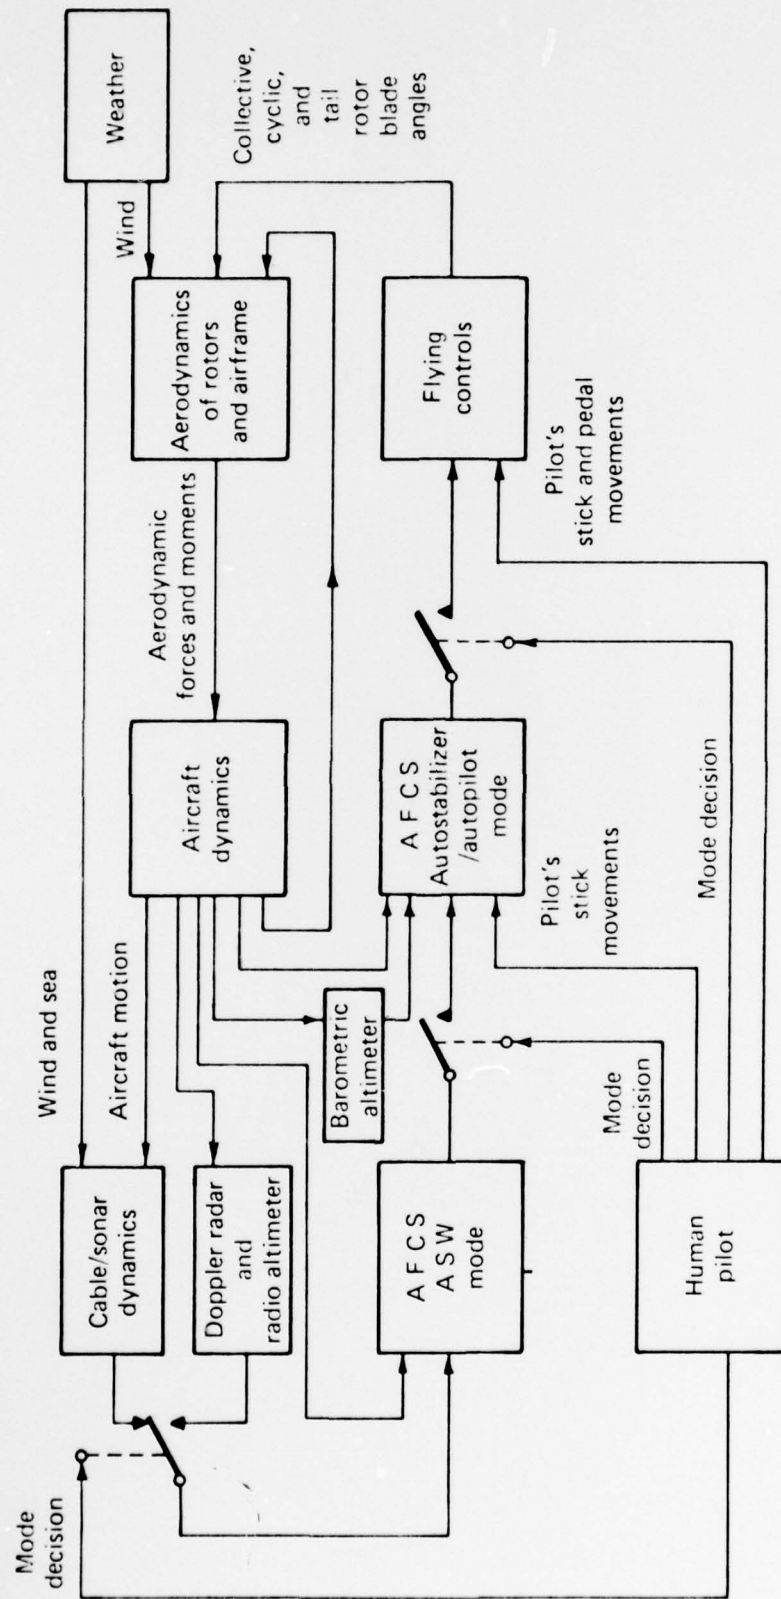 Mode
decision
Cable/sonar
dynamics
Wind and sea
Aircraft motion
Doppler radar
and
radio altimeter
Aircraft
dynamics
Aerodynamic
forces and moments
Aerodynamics
of rotors
and airframe
Wind
Weather
Collective,
cyclic,
and
tail
rotor
blade
angles
Barometric
altimeter
A F C S
A S W
mode
A F C S
Autostabilizer
/autopilot
mode
Flying
controls
Mode
decision
Pilot's
stick
movements
Mode decision
Pilot's
stick and pedal
movements
Human
pilot